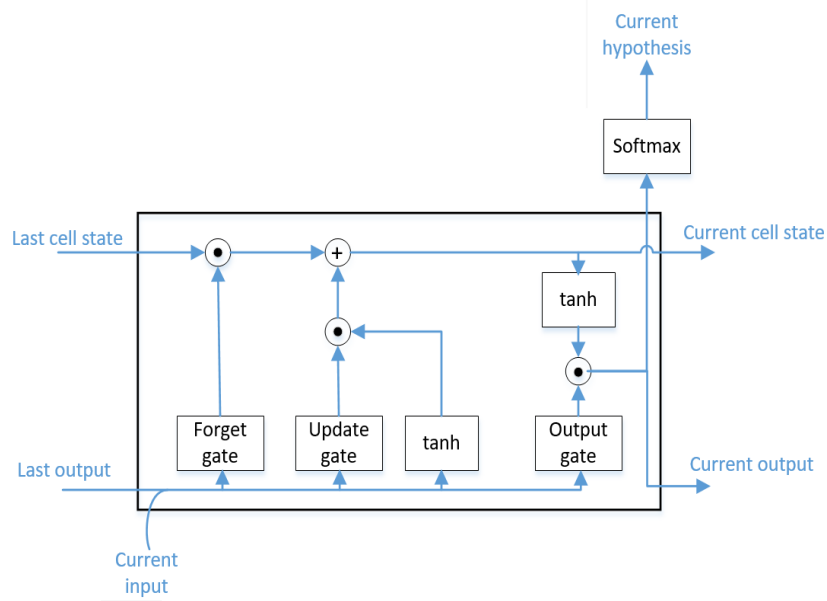 Current
hypothesis
Softmax
Last cell state
+
Current cell state
tanh
Forget
gate
Update
gate
tanh
Output
gate
Last output
Current output
Current
input